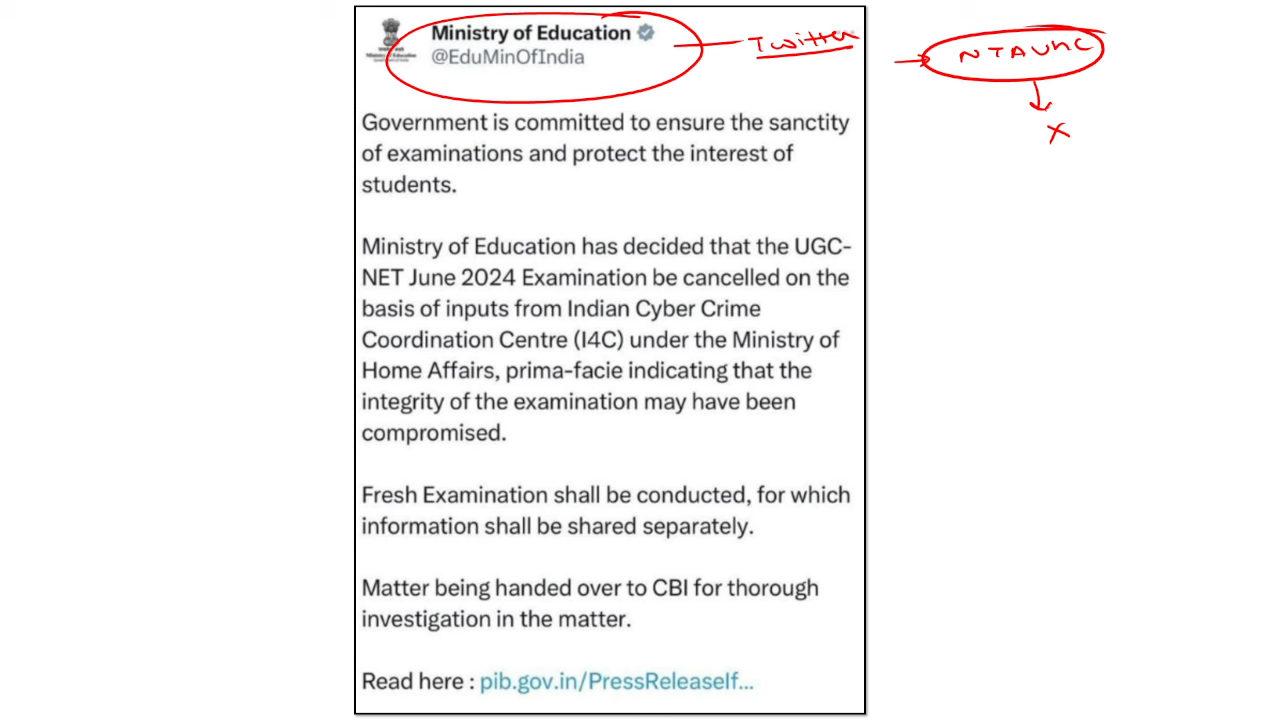 Ministry of Education
@EduMinOfIndia
Twitter
Government is committed to ensure the sanctity
of examinations and protect the interest of
students.
Ministry of Education has decided that the UGC-
NET June 2024 Examination be cancelled on the
basis of inputs from Indian Cyber Crime
Coordination Centre (I4C) under the Ministry of
Home Affairs, prima-facie indicating that the
integrity of the examination may have been
compromised.
Fresh Examination shall be conducted, for which
information shall be shared separately.
Matter being handed over to CBI for thorough
investigation in the matter.
Read here : pib.gov.in/PressReleaseIf...